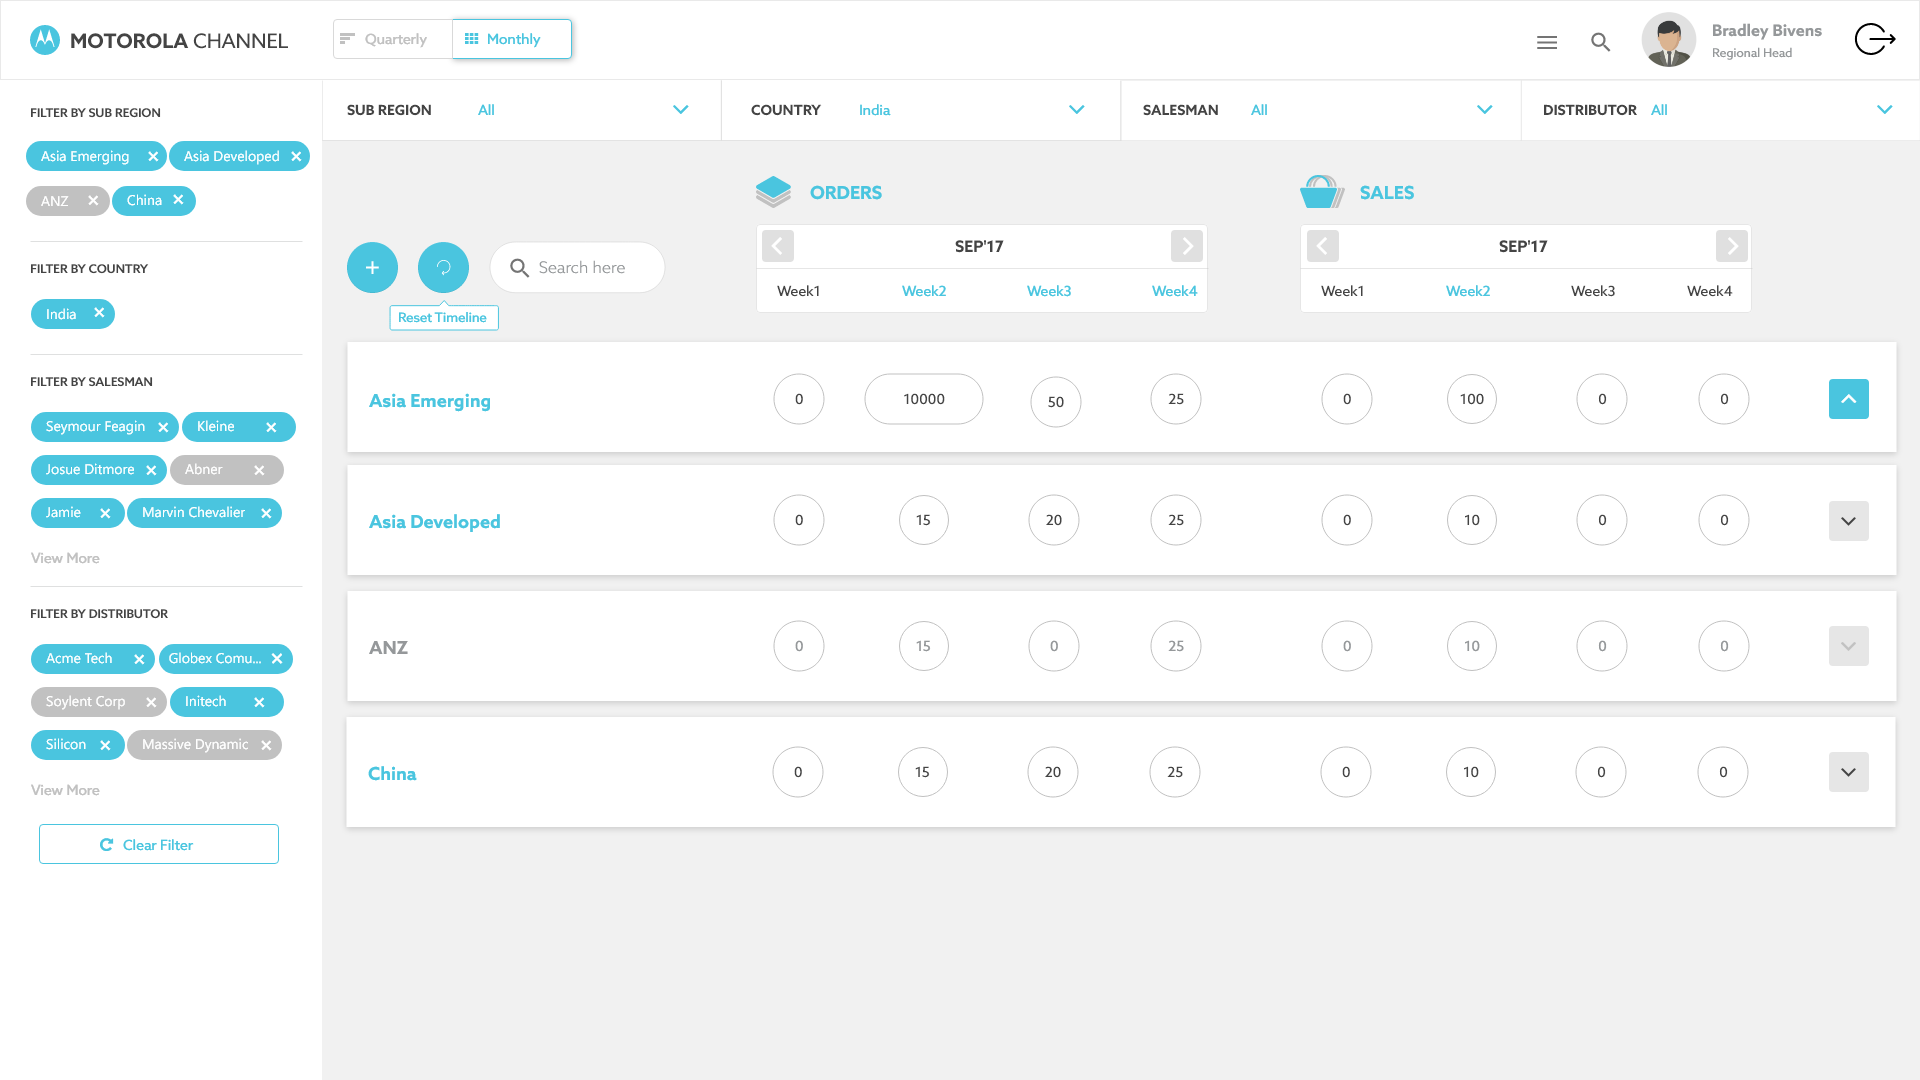 MOTOROLA CHANNEL
Quarterly
Monthly
Bradley Bivens
Regional Head
FILTER BY SUB REGION
Asia Emerging
Asia Developed
ANZ
China
FILTER BY COUNTRY
India
FILTER BY SALESMAN
Seymour Feagin
Kleine
Josue Ditmore
Abner
Jamie
Marvin Chevalier
View More
FILTER BY DISTRIBUTOR
Acme Tech
Globex Comu...
Soylent Corp
Initech
Silicon
Massive Dynamic
View More
Clear Filter
SUB REGION All
COUNTRY India
SALESMAN All
DISTRIBUTOR All
Search here
Reset Timeline
ORDERS
SEP'17
Week1 Week2 Week3 Week4
SALES
SEP'17
Week1 Week2 Week3 Week4
Asia Emerging 0 10000 50 25 0 100 0 0
Asia Developed 0 15 20 25 0 10 0 0
ANZ 0 15 0 25 0 10 0 0
China 0 15 20 25 0 10 0 0